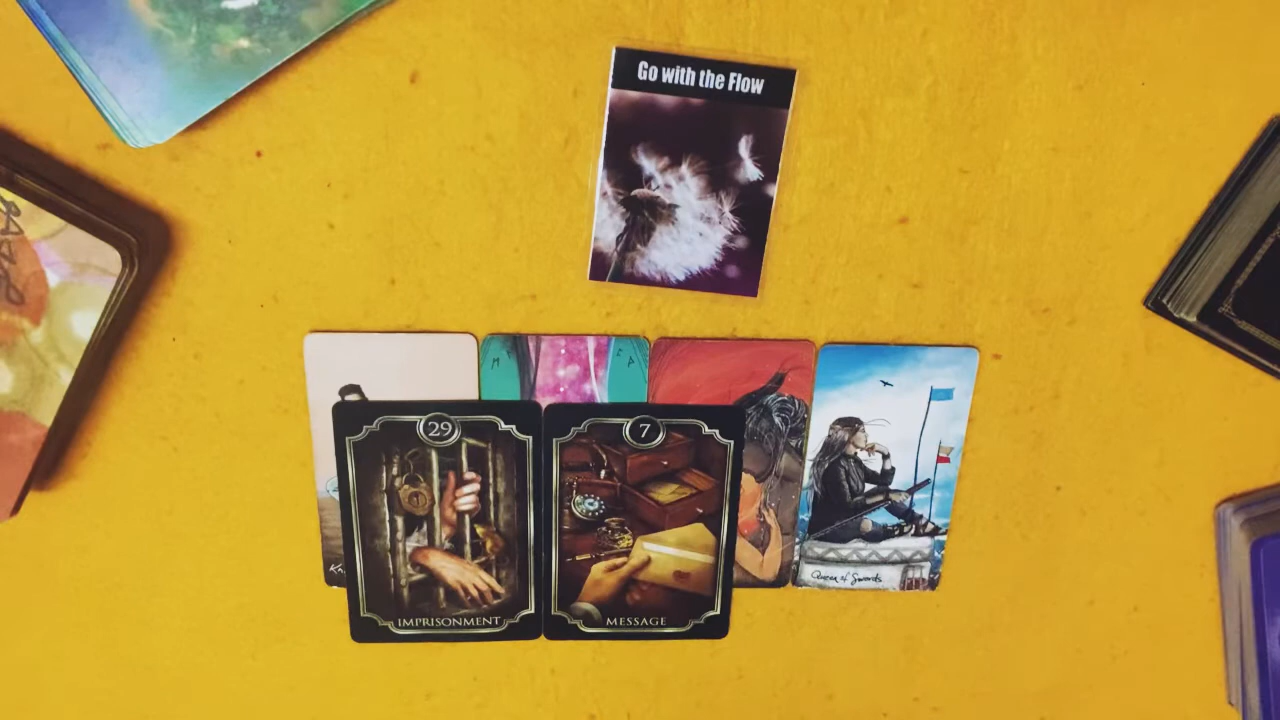 Go with the Flow
29
7
IMPRISONMENT
MESSAGE
Queen of Swords